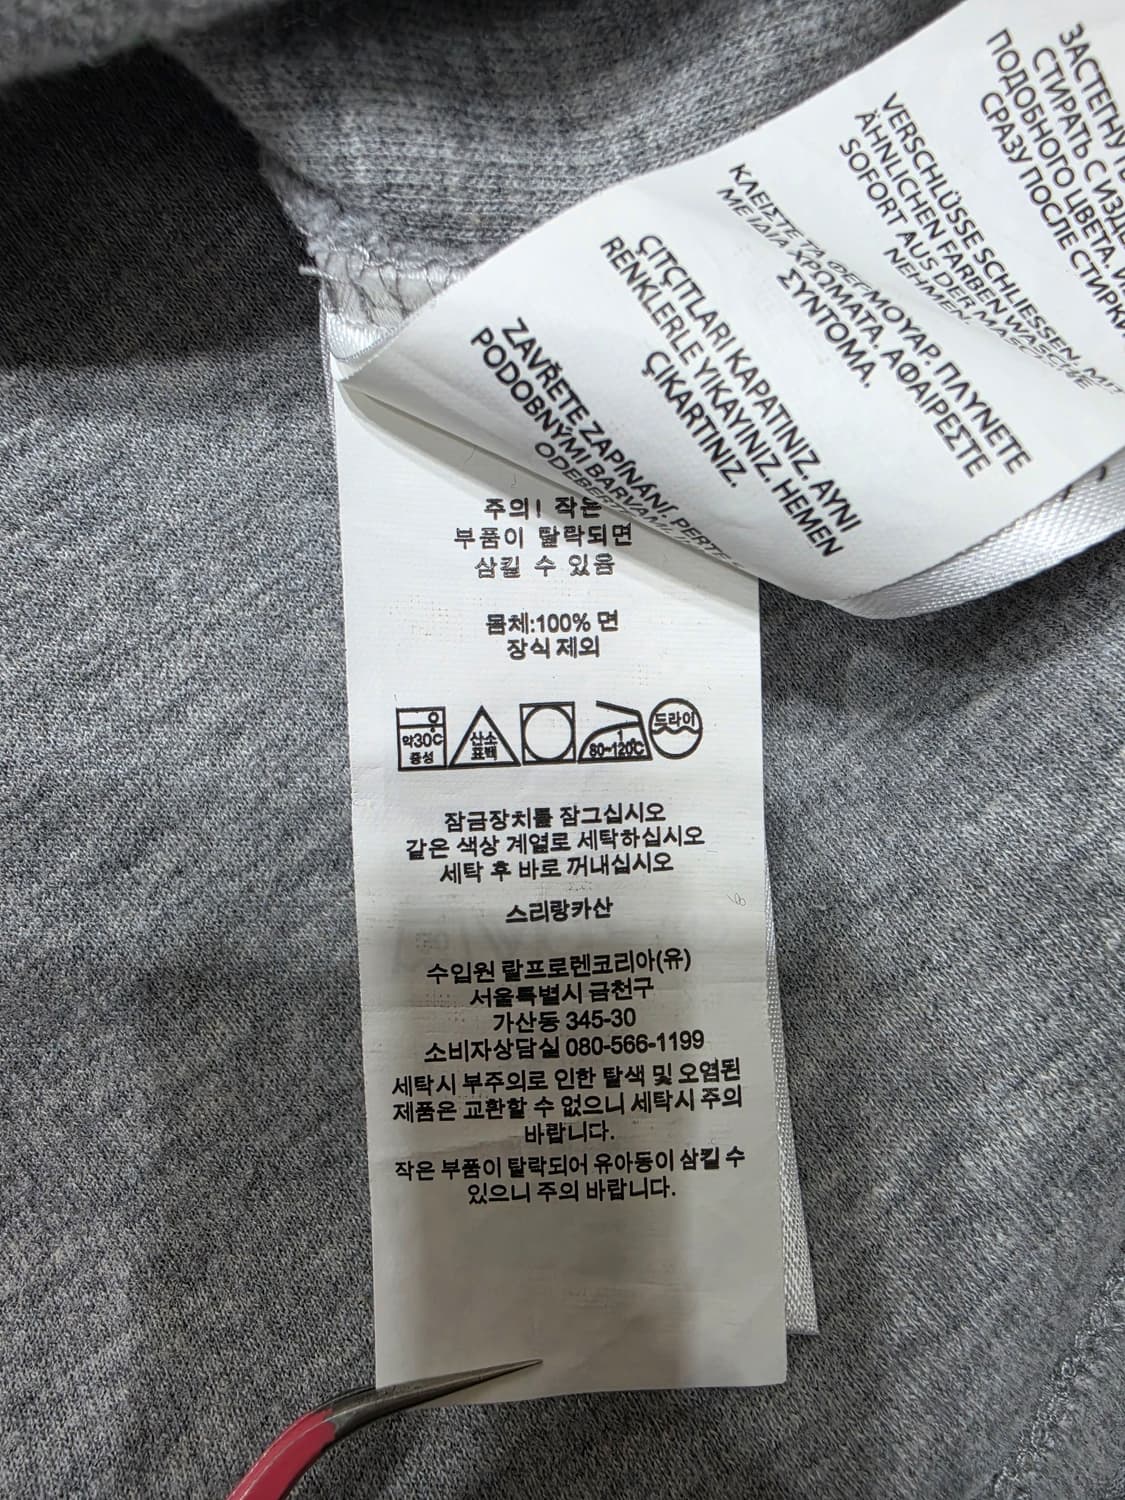 ЗАСТЕГНУТЬ
СТИРАТЬ С ИЗДЕ
ПОДОБНОГО ЦВЕТА.
СРАЗУ ПОСЛЕ СТИРКИ
VERSCHLÜSSE SCHLIESSEN. MIT
ÄHNLICHEN FARBEN WASCHEN.
SOFORT AUS DER MASCHINE
NEHMEN.
ΚΛΕΙΣΤΕ ΤΑ ΦΕΡΜΟΥΑΡ. ΠΛΥΝΕΤΕ
ΜΕ ΙΔΙΑ ΧΡΩΜΑΤΑ. ΑΦΑΙΡΕΣΤΕ
ΣΥΝΤΟΜΑ.
ÇITÇITLARI KAPATINIZ. AYNI
RENKLERLE YIKAYINIZ. HEMEN
ÇIKARTINIZ.
ZAVŘETE ZAPÍNÁNÍ. PERTE
PODOBNÝMI BARVAMI.
주의! 작은
부품이 탈락되면
삼킬 수 있음
몸체:100% 면
장식 제외
약30℃
중성
산소
표백
1
80~120℃
드라이
잠금장치를 잠그십시오
같은 색상 계열로 세탁하십시오
세탁 후 바로 꺼내십시오
스리랑카산
수입원 랄프로렌코리아(유)
서울특별시 금천구
가산동 345-30
소비자상담실 080-566-1199
세탁시 부주의로 인한 탈색 및 오염된
제품은 교환할 수 없으니 세탁시 주의
바랍니다.
작은 부품이 탈락되어 유아동이 삼킬 수
있으니 주의 바랍니다.